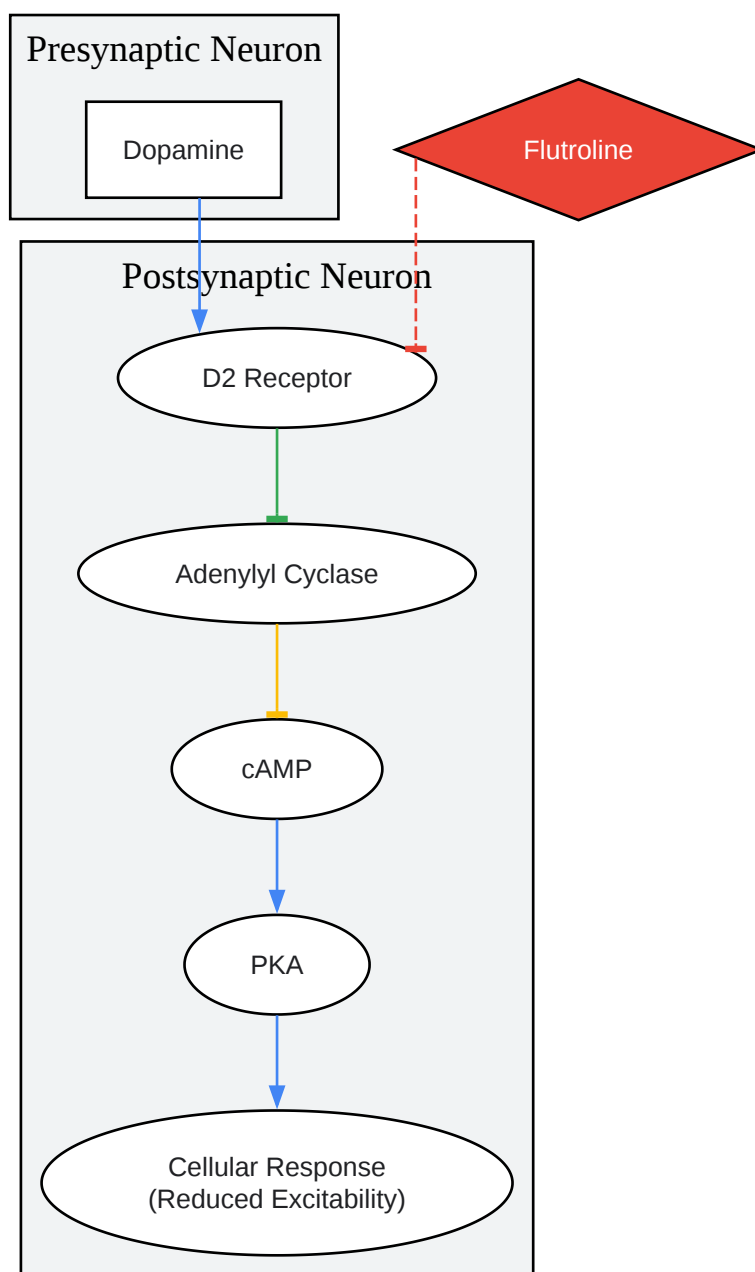 Presynaptic Neuron
Dopamine
Flutroline
Postsynaptic Neuron
D2 Receptor
Adenylyl Cyclase
cAMP
PKA
Cellular Response
(Reduced Excitability)